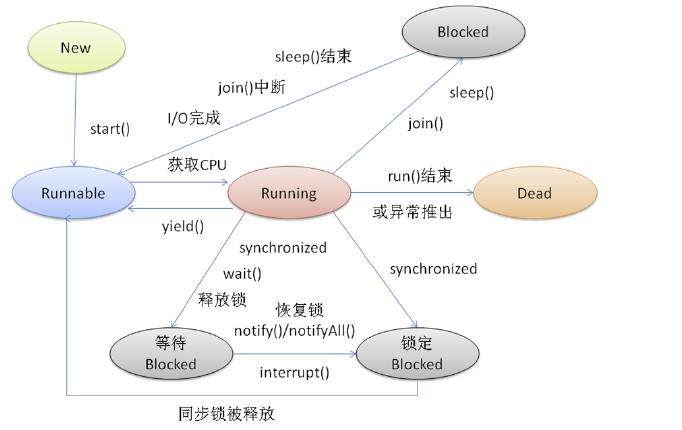 Blocked
New
sleep()结束
join()中断
sleep()
I/O完成
join()
start()
获取CPU
run()结束
Runnable
Running
Dead
或异常推出
yield()
synchronized
synchronized
wait()
释放锁
恢复锁
notify()/notifyAll()
等待
Blocked
锁定
Blocked
interrupt()
同步锁被释放